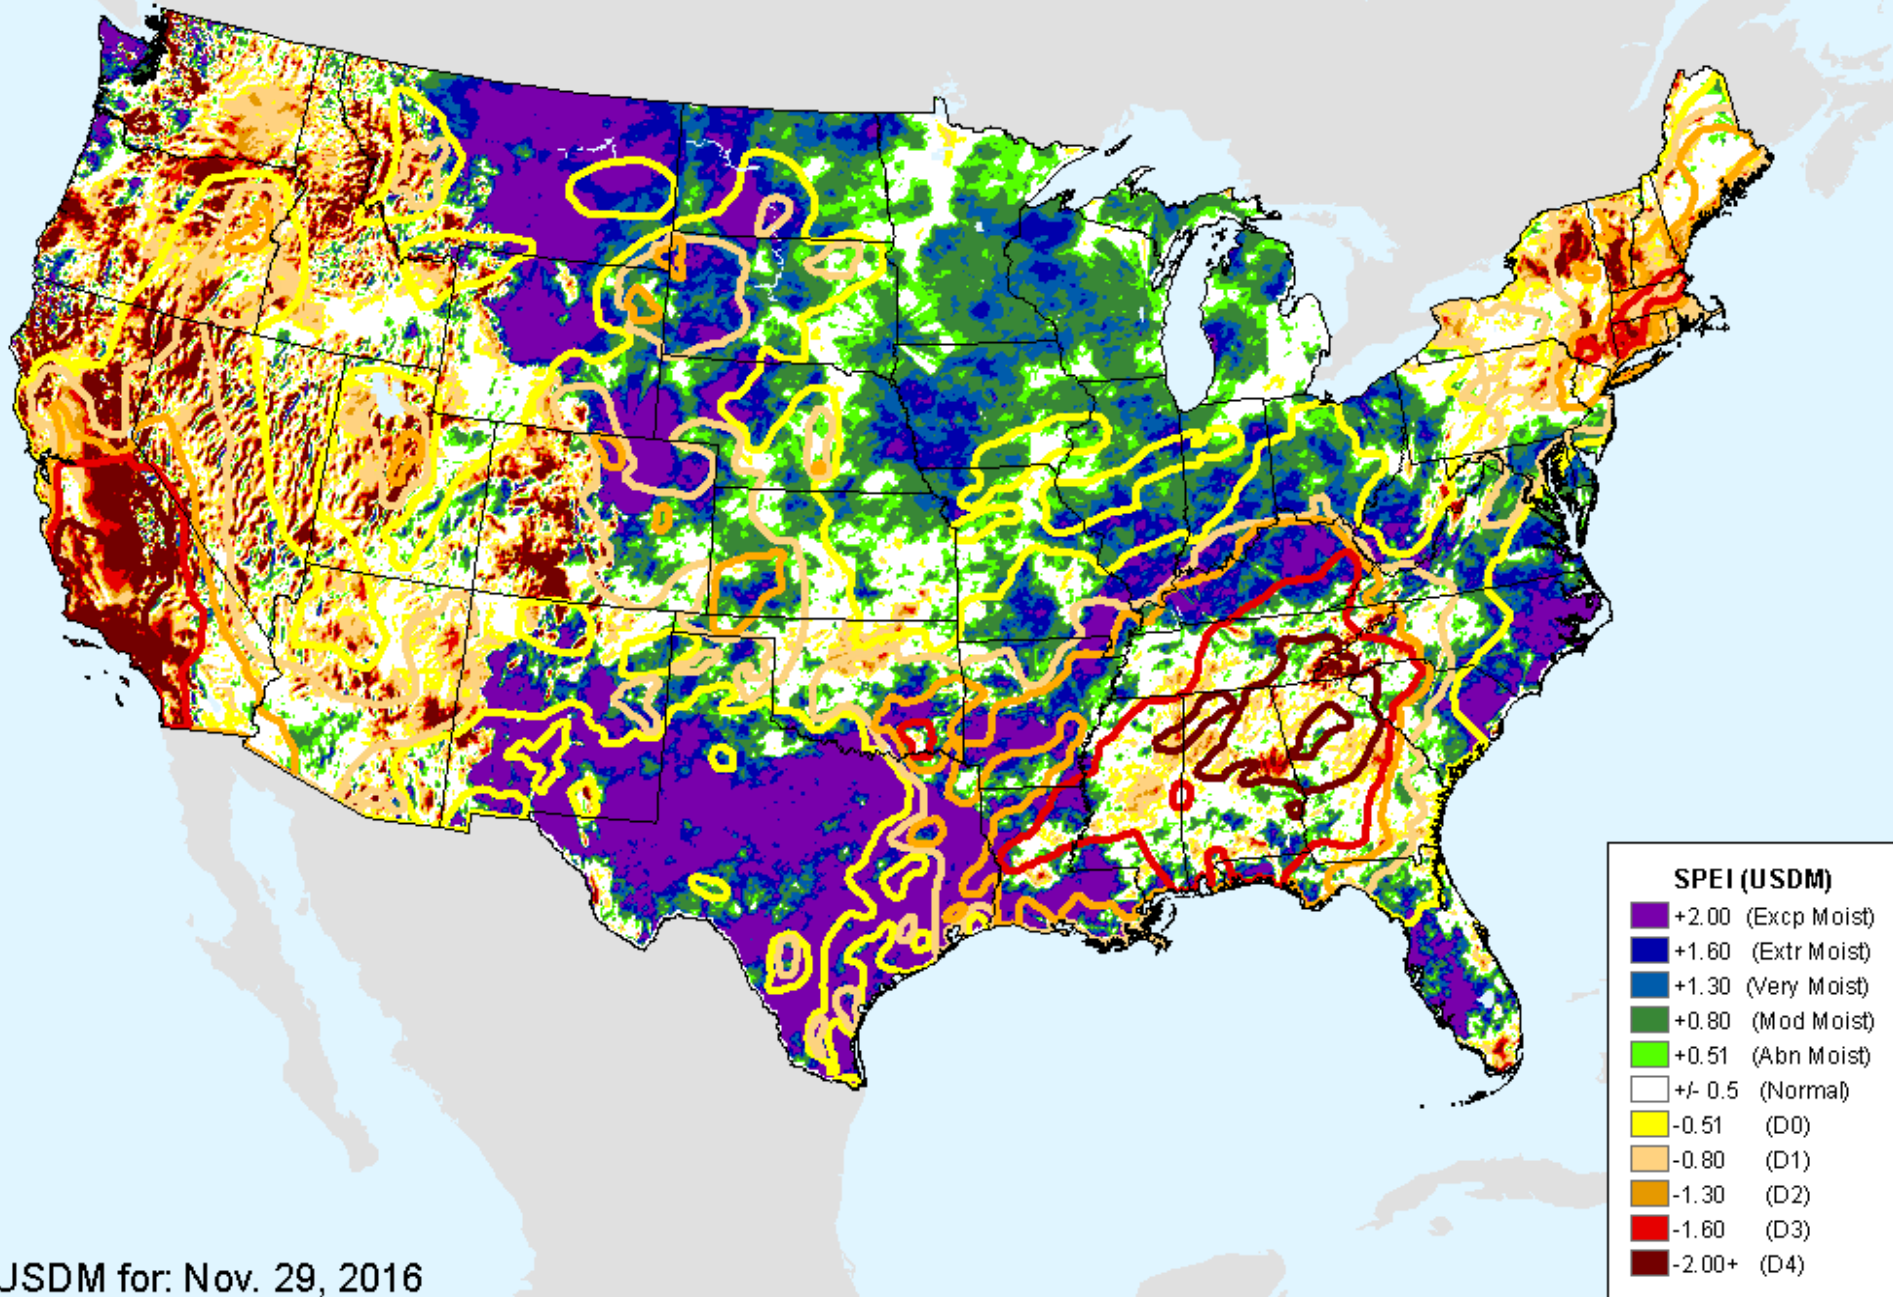 SPEI (USDM)
+2.00 (Excp Moist)
+1.60 (Extr Moist)
+1.30 (Very Moist)
+0.80 (Mod Moist)
+0.51 (Abn Moist)
+/- 0.5 (Normal)
-0.51 (D0)
-0.80 (D1)
-1.30 (D2)
-1.60 (D3)
-2.00+ (D4)
USDM for: Nov. 29, 2016